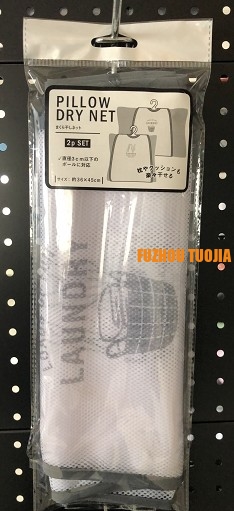 PILLOW
DRY NET
まくら干しネット
2p SET
✓直径3cm以下の
ポールに対応
サイズ：約36×45cm
枕やクッションも
楽々干せる
FUZHOU TUOJIA
LAUNDRY